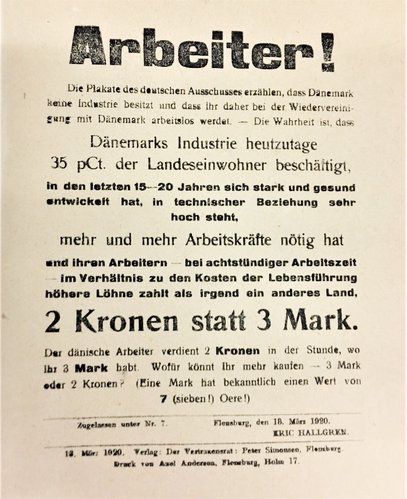 Arbeiter!
Die Plakate des deutschen Ausschusses erzählen, dass Dänemark
keine Industrie besitzt und dass Ihr daher bei der Wiedervereini-
gung mit Dänemark arbeitslos werdet. — Die Wahrheit ist, dass
Dänemarks Industrie heutzutage
35 pCt. der Landeseinwohner beschäftigt,
in den letzten 15—20 Jahren sich stark und gesund
entwickelt hat, in technischer Beziehung sehr
hoch steht,
mehr und mehr Arbeitskräfte nötig hat
und ihren Arbeitern — bei achtstündiger Arbeitszeit
— im Verhältnis zu den Kosten der Lebensführung
höhere Löhne zahlt als irgend ein anderes Land,
2 Kronen statt 3 Mark.
Der dänische Arbeiter verdient 2 Kronen in der Stunde, wo
Ihr 3 Mark habt. Wofür könnt Ihr mehr kaufen — 3 Mark
oder 2 Kronen? (Eine Mark hat bekanntlich einen Wert von
7 (sieben!) Oere!)
Zugelassen unter Nr. 7. Flensburg, den 13. März 1920.
ERIC HALLGREN.
13. März 1920. Verlag: Der Vertrauensrat: Peter Simonsen, Flensburg.
Druck von Axel Andersen, Flensburg, Holm 17.